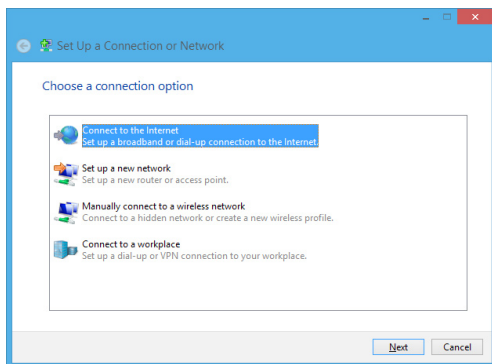 Set Up a Connection or Network
Choose a connection option
Connect to the Internet
Set up a broadband or dial-up connection to the Internet.
Set up a new network
Set up a new router or access point.
Manually connect to a wireless network
Connect to a hidden network or create a new wireless profile.
Connect to a workplace
Set up a dial-up or VPN connection to your workplace.
Next Cancel